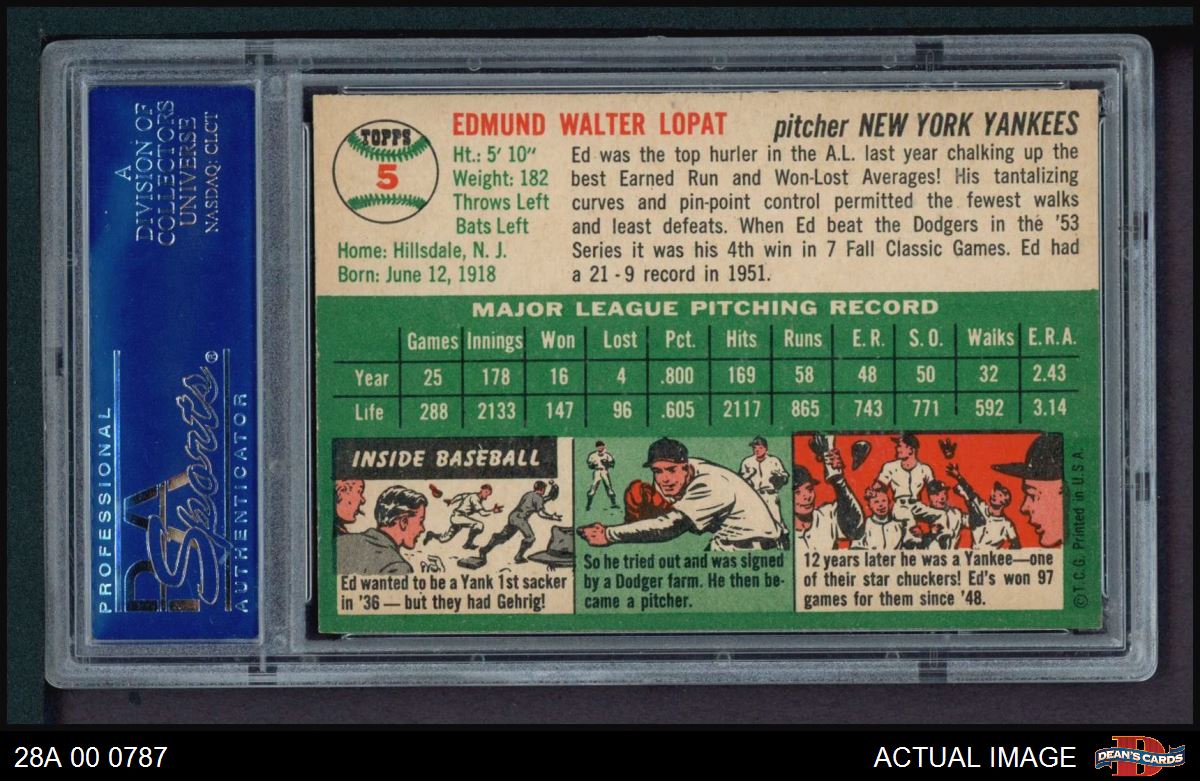 A
DIVISION OF
COLLECTORS
UNIVERSE
NASDAQ: CLCT
PROFESSIONAL
PSA
Sports®
AUTHENTICATOR
TOPPS
5
EDMUND WALTER LOPAT
pitcher NEW YORK YANKEES
Ht.: 5' 10"
Weight: 182
Throws Left
Bats Left
Home: Hillsdale, N. J.
Born: June 12, 1918
Ed was the top hurler in the A.L. last year chalking up the
best Earned Run and Won-Lost Averages! His tantalizing
curves and pin-point control permitted the fewest walks
and least defeats. When Ed beat the Dodgers in the '53
Series it was his 4th win in 7 Fall Classic Games. Ed had
a 21 - 9 record in 1951.
MAJOR LEAGUE PITCHING RECORD
Games Innings Won Lost Pct. Hits Runs E. R. S. O. Walks E.R.A.
Year 25 178 16 4 .800 169 58 48 50 32 2.43
Life 288 2133 147 96 .605 2117 865 743 771 592 3.14
INSIDE BASEBALL
Ed wanted to be a Yank 1st sacker
in '36 — but they had Gehrig!
So he tried out and was signed
by a Dodger farm. He then be-
came a pitcher.
12 years later he was a Yankee—one
of their star chuckers! Ed's won 97
games for them since '48.
© T.C.G. Printed in U.S.A.
28A 00 0787
ACTUAL IMAGE
D
DEAN'S CARDS